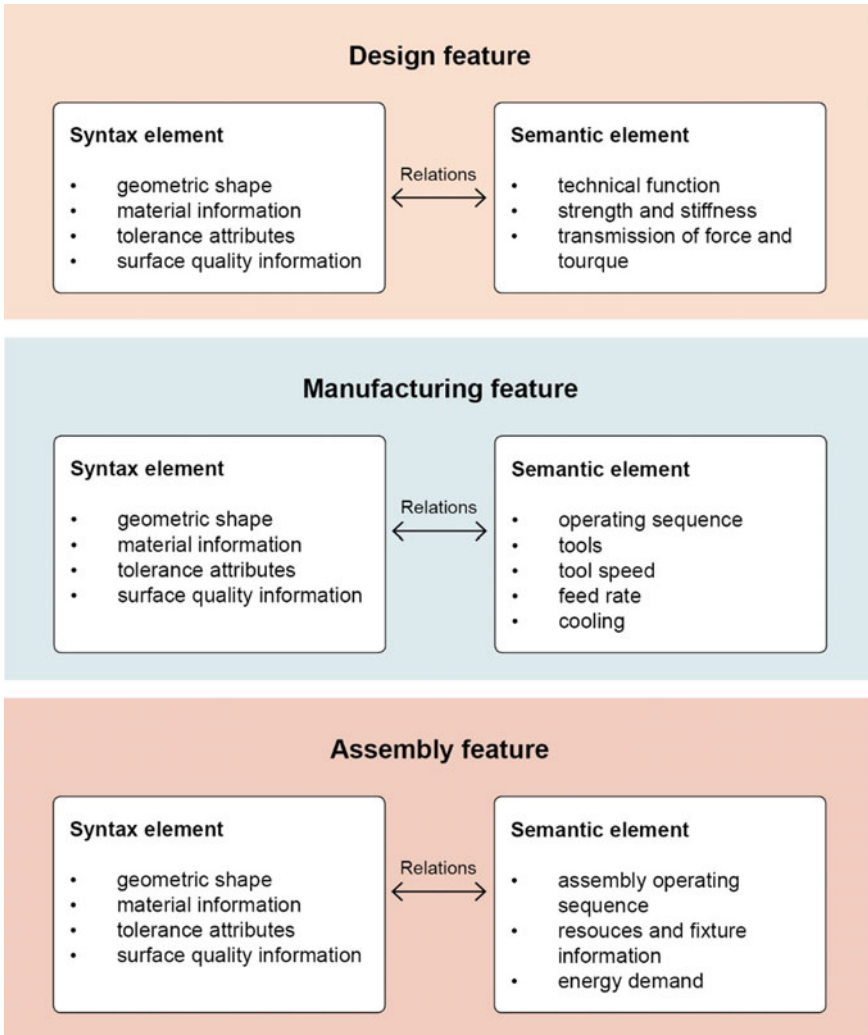 Design feature
Syntax element
• geometric shape
• material information
• tolerance attributes
• surface quality information
Relations
Semantic element
• technical function
• strength and stiffness
• transmission of force and
tourque
Manufacturing feature
Syntax element
• geometric shape
• material information
• tolerance attributes
• surface quality information
Relations
Semantic element
• operating sequence
• tools
• tool speed
• feed rate
• cooling
Assembly feature
Syntax element
• geometric shape
• material information
• tolerance attributes
• surface quality information
Relations
Semantic element
• assembly operating
sequence
• resouces and fixture
information
• energy demand